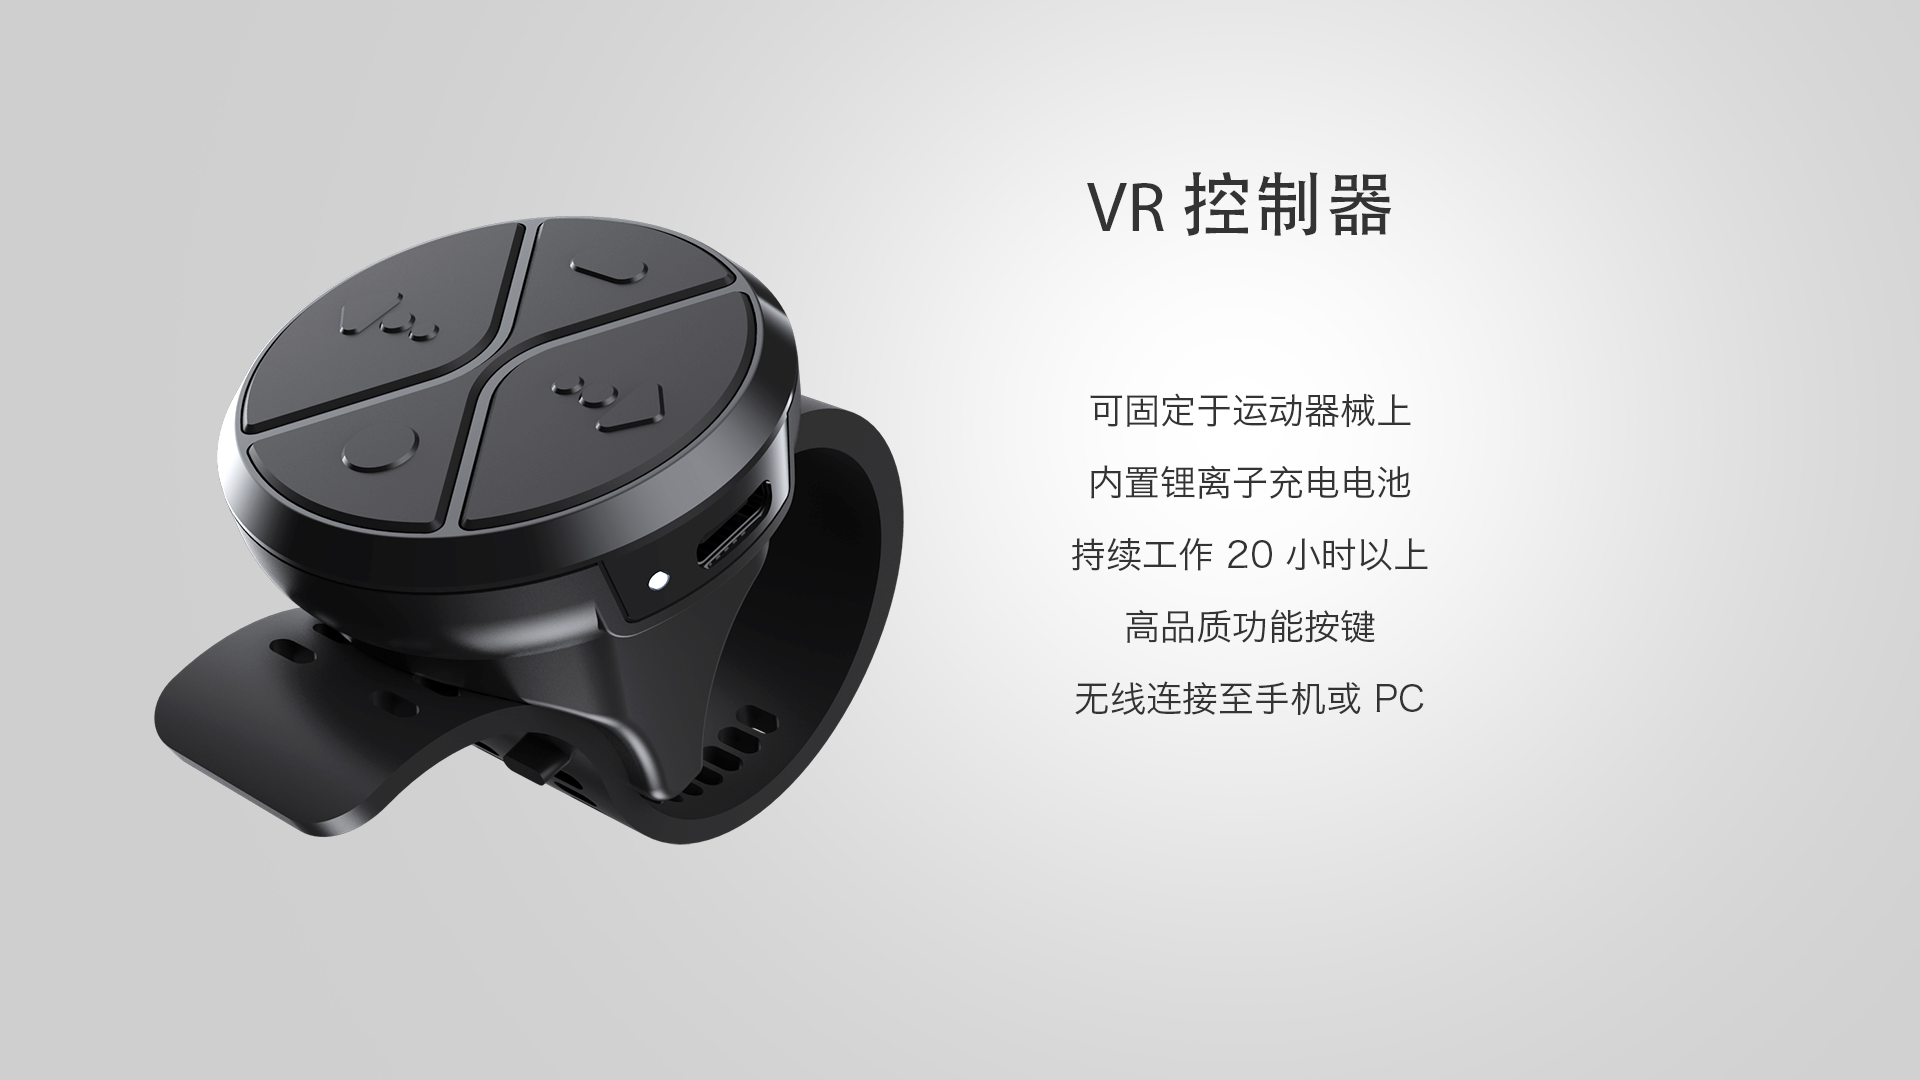 VR 控制器
可固定于运动器械上
内置锂离子充电电池
持续工作 20 小时以上
高品质功能按键
无线连接至手机或 PC